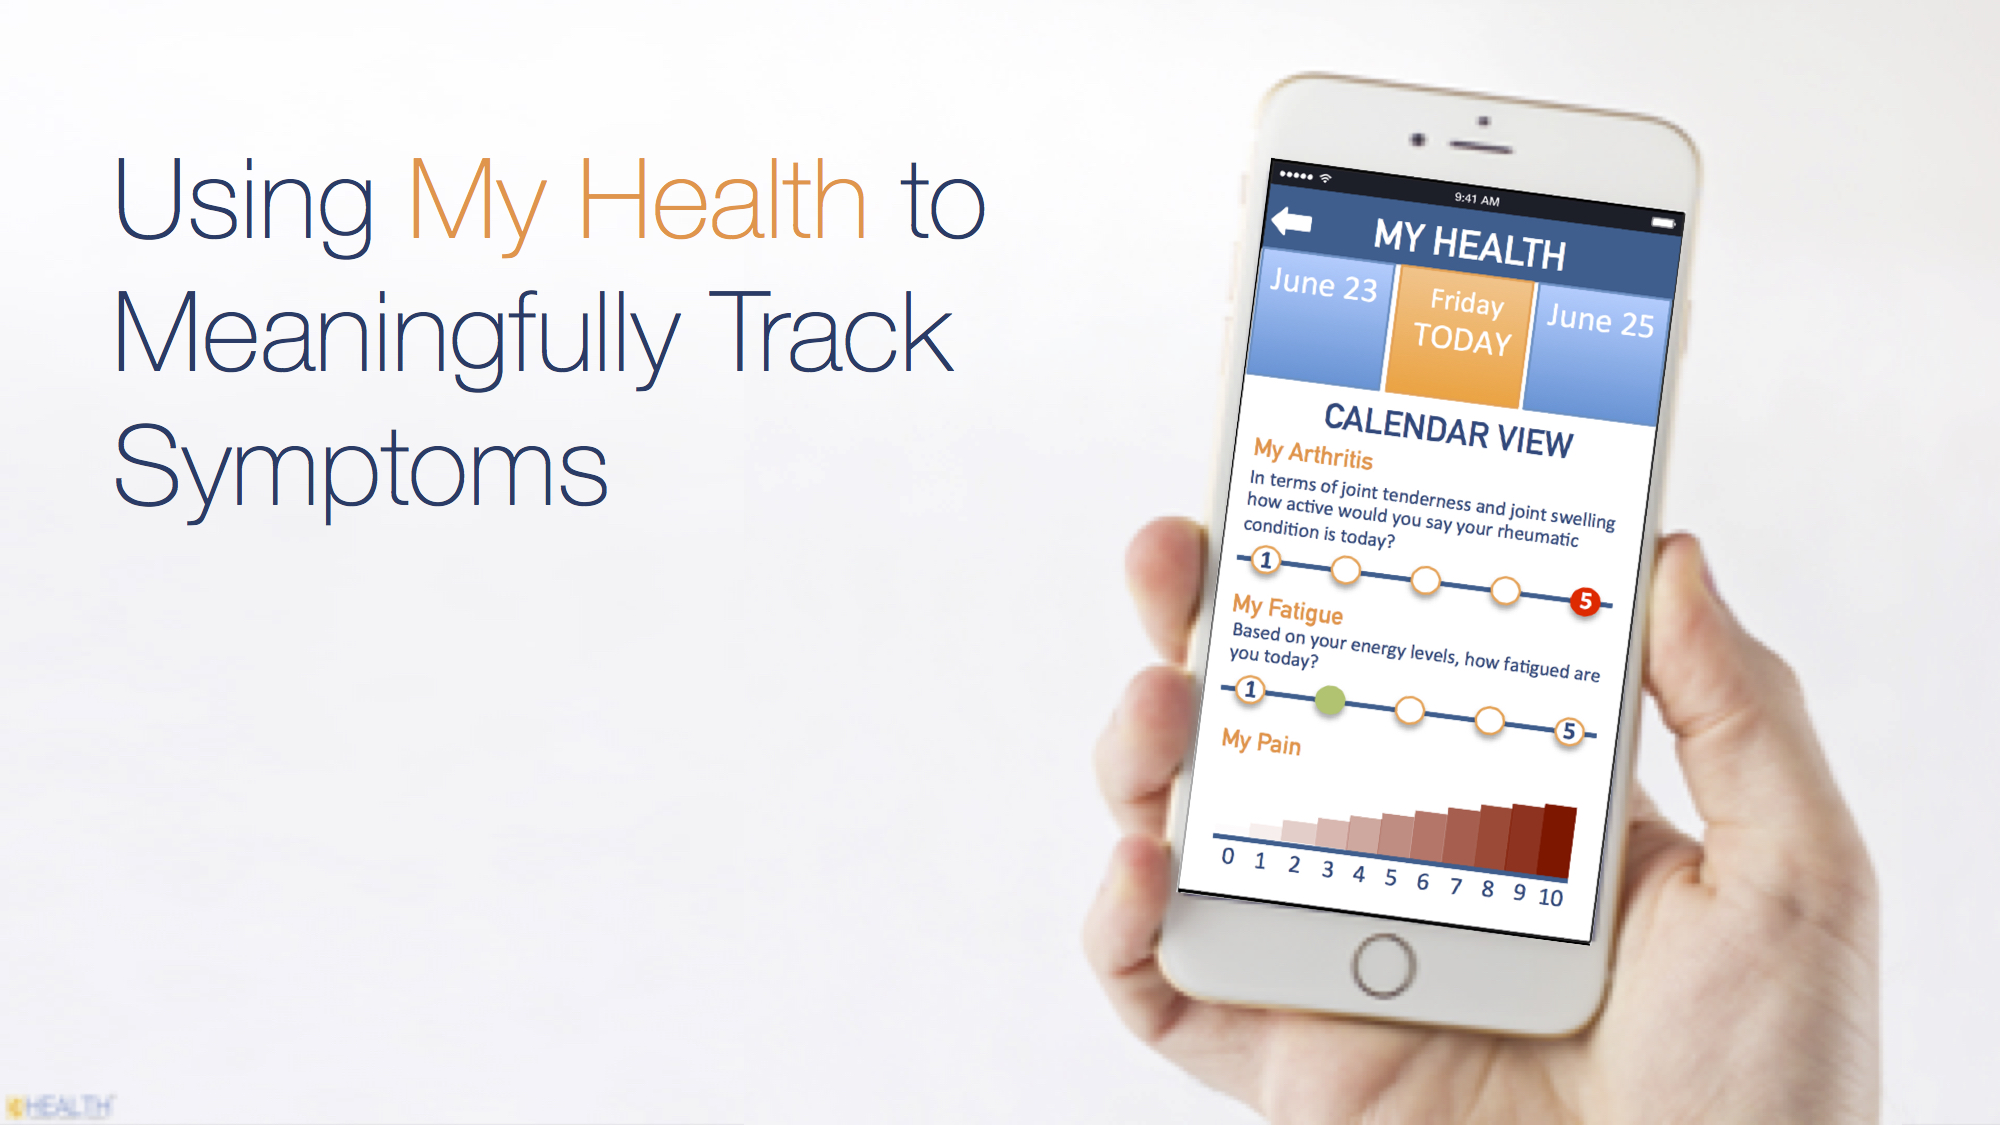 Using My Health to
Meaningfully Track
Symptoms
9:41 AM
MY HEALTH
June 23
Friday
TODAY
June 25
CALENDAR VIEW
My Arthritis
In terms of joint tenderness and joint swelling
how active would you say your rheumatic
condition is today?
1 5
My Fatigue
Based on your energy levels, how fatigued are
you today?
1 5
My Pain
0 1 2 3 4 5 6 7 8 9 10
HEALTH